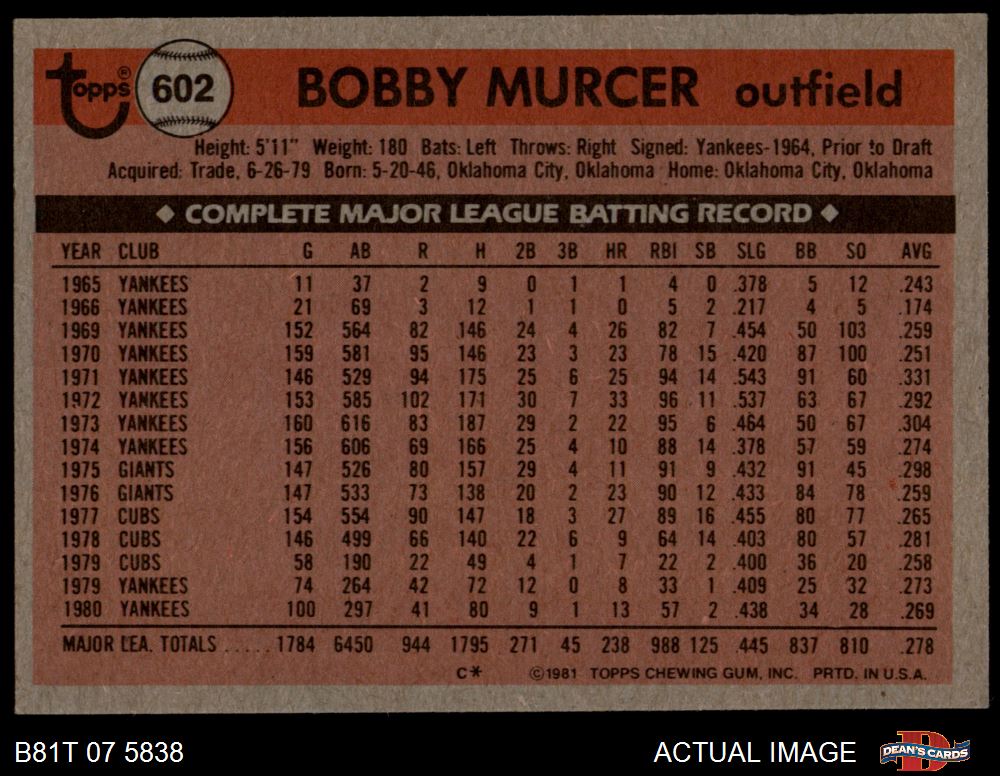 topps® 602 BOBBY MURCER outfield
Height: 5'11" Weight: 180 Bats: Left Throws: Right Signed: Yankees-1964, Prior to Draft
Acquired: Trade, 6-26-79 Born: 5-20-46, Oklahoma City, Oklahoma Home: Oklahoma City, Oklahoma
◆ COMPLETE MAJOR LEAGUE BATTING RECORD ◆
YEAR CLUB G AB R H 2B 3B HR RBI SB SLG BB SO AVG
1965 YANKEES 11 37 2 9 0 1 1 4 0 .378 5 12 .243
1966 YANKEES 21 69 3 12 1 1 0 5 2 .217 4 5 .174
1969 YANKEES 152 564 82 146 24 4 26 82 7 .454 50 103 .259
1970 YANKEES 159 581 95 146 23 3 23 78 15 .420 87 100 .251
1971 YANKEES 146 529 94 175 25 6 25 94 14 .543 91 60 .331
1972 YANKEES 153 585 102 171 30 7 33 96 11 .537 63 67 .292
1973 YANKEES 160 616 83 187 29 2 22 95 6 .464 50 67 .304
1974 YANKEES 156 606 69 166 25 4 10 88 14 .378 57 59 .274
1975 GIANTS 147 526 80 157 29 4 11 91 9 .432 91 45 .298
1976 GIANTS 147 533 73 138 20 2 23 90 12 .433 84 78 .259
1977 CUBS 154 554 90 147 18 3 27 89 16 .455 80 77 .265
1978 CUBS 146 499 66 140 22 6 9 64 14 .403 80 57 .281
1979 CUBS 58 190 22 49 4 1 7 22 2 .400 36 20 .258
1979 YANKEES 74 264 42 72 12 0 8 33 1 .409 25 32 .273
1980 YANKEES 100 297 41 80 9 1 13 57 2 .438 34 28 .269
MAJOR LEA. TOTALS ..... 1784 6450 944 1795 271 45 238 988 125 .445 837 810 .278
C* ©1981 TOPPS CHEWING GUM, INC. PRTD. IN U.S.A.
B81T 07 5838 ACTUAL IMAGE DEAN'S CARDS